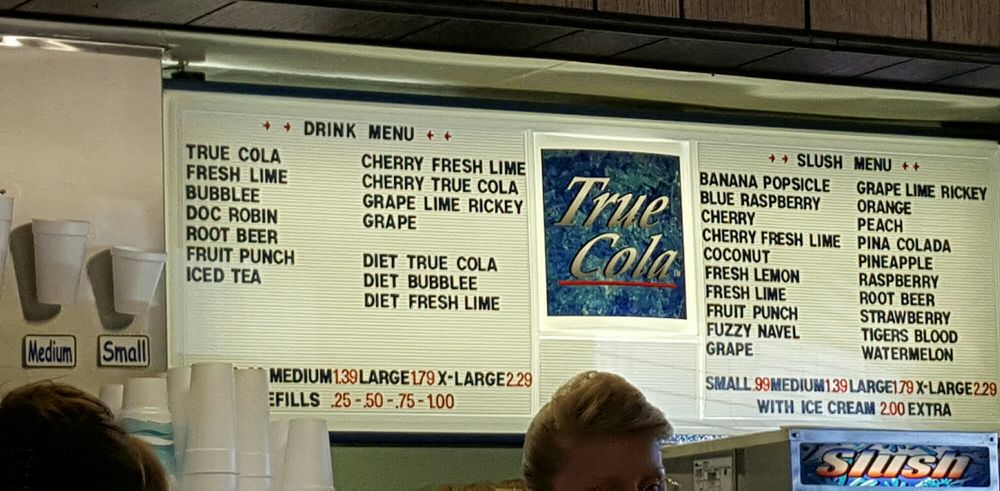 → → DRINK MENU ← ←
TRUE COLA
FRESH LIME
BUBBLEE
DOC ROBIN
ROOT BEER
FRUIT PUNCH
ICED TEA
CHERRY FRESH LIME
CHERRY TRUE COLA
GRAPE LIME RICKEY
GRAPE
DIET TRUE COLA
DIET BUBBLEE
DIET FRESH LIME
MEDIUM 1.39 LARGE 1.79 X-LARGE 2.29
EFILLS .25 - .50 - .75 - 1.00
True
Cola
→ → SLUSH MENU ← ←
BANANA POPSICLE
BLUE RASPBERRY
CHERRY
CHERRY FRESH LIME
COCONUT
FRESH LEMON
FRESH LIME
FRUIT PUNCH
FUZZY NAVEL
GRAPE
GRAPE LIME RICKEY
ORANGE
PEACH
PINA COLADA
PINEAPPLE
RASPBERRY
ROOT BEER
STRAWBERRY
TIGERS BLOOD
WATERMELON
SMALL .99 MEDIUM 1.39 LARGE 1.79 X-LARGE 2.29
WITH ICE CREAM 2.00 EXTRA
Medium
Small
Slush